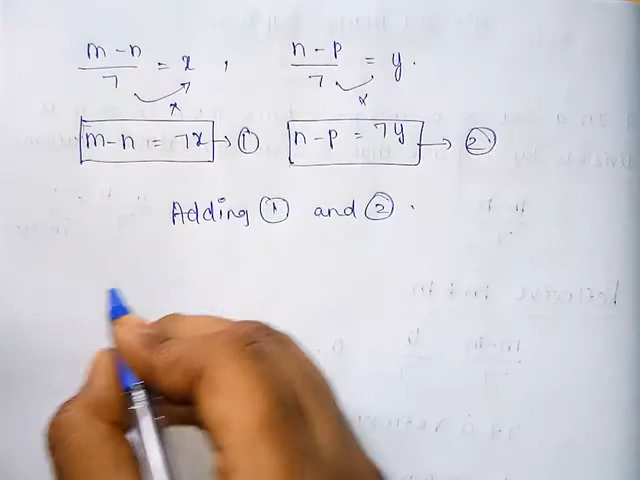 m-n/7 = x , n-p/7 = y.
x x
m-n = 7x → ① n-p = 7y → ②
Adding ① and ② .